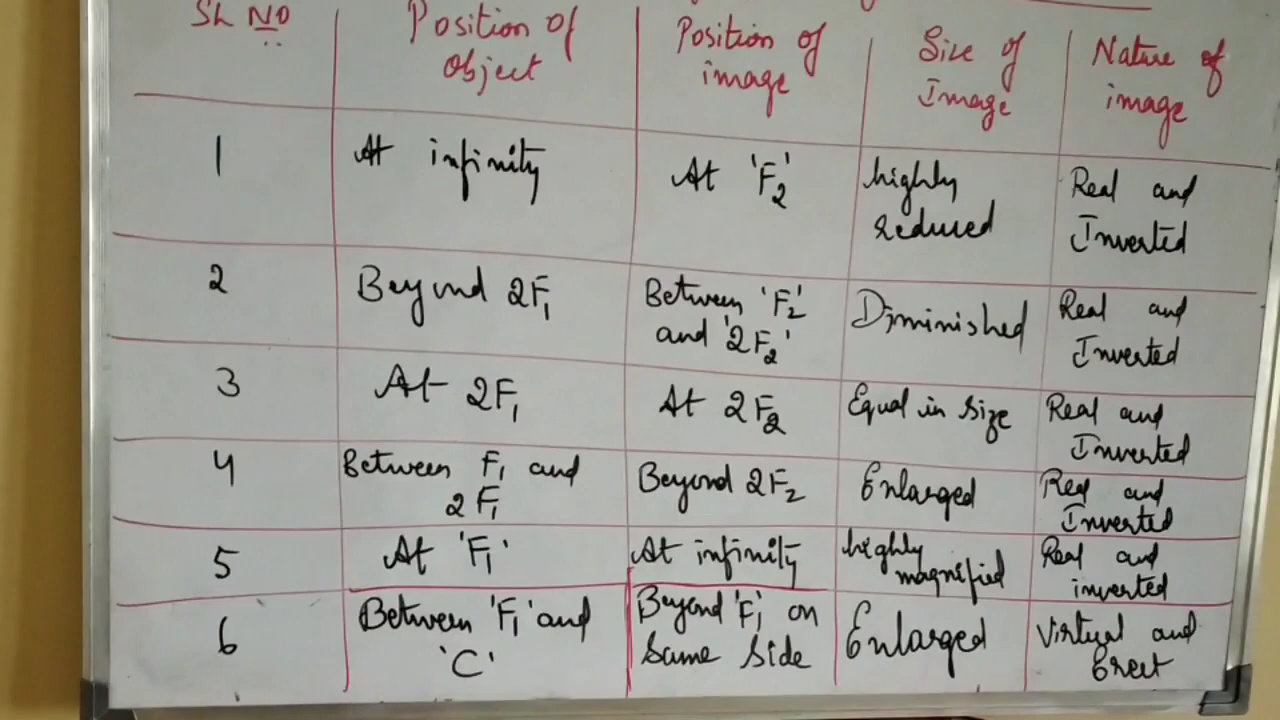 Sl NO
Position of
object
Position of
image
Size of
Image
Nature of
image
1
At infinity
At 'F2'
highly
reduced
Real and
Inverted
2
Beyond 2F1
Between 'F2'
and '2F2'
Diminished
Real and
Inverted
3
At 2F1
At 2F2
Equal in size
Real and
Inverted
4
Between F1 and
2F1
Beyond 2F2
Enlarged
Real and
Inverted
5
At 'F1'
At infinity
highly
magnified
Real and
inverted
6
Between 'F1' and
'C'
Beyond 'F1' on
Same Side
Enlarged
Virtual and
Erect